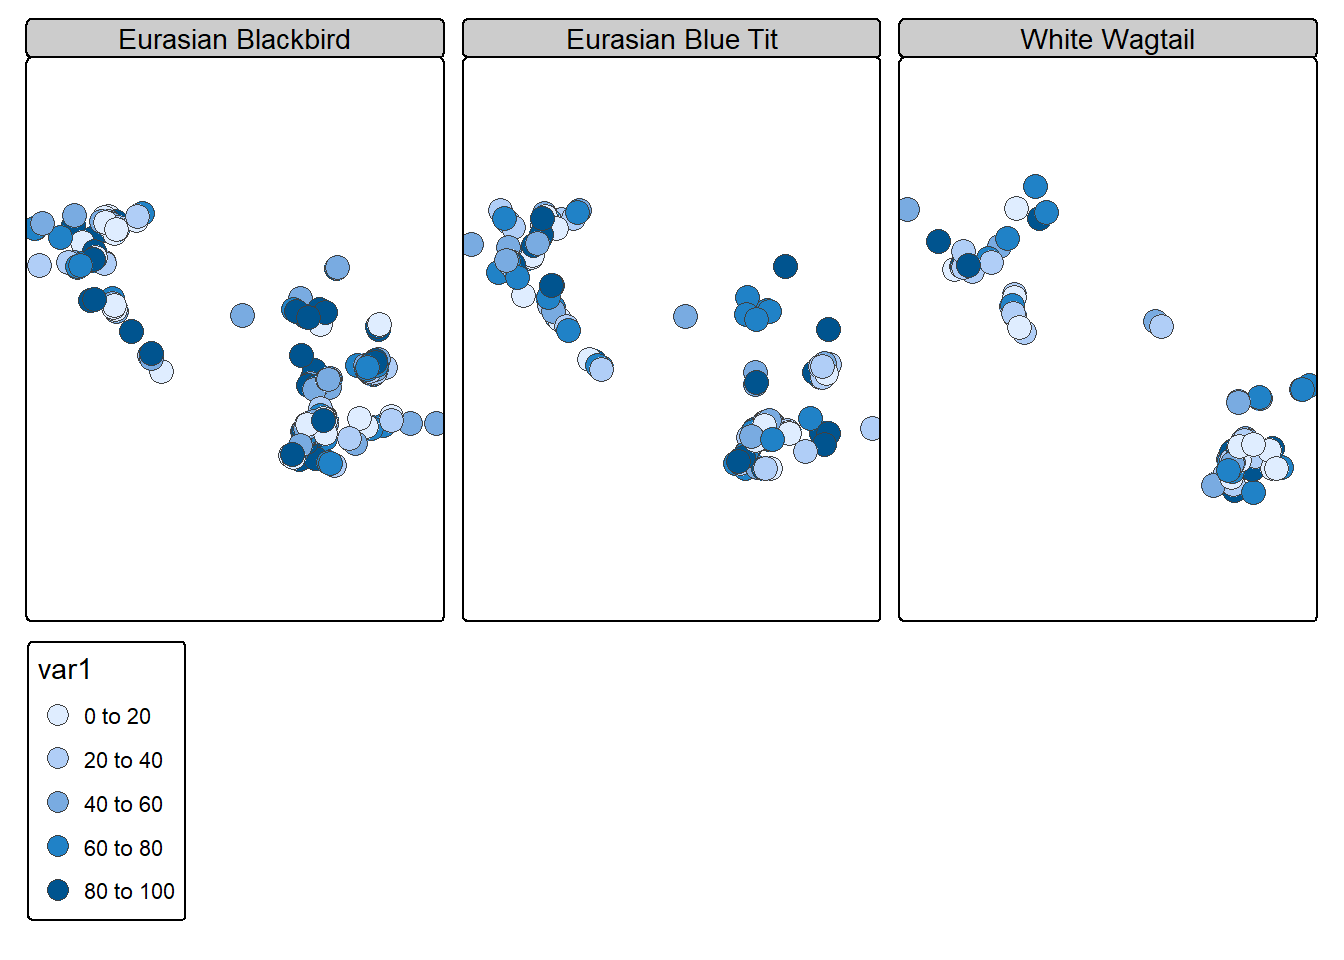 Eurasian Blackbird
Eurasian Blue Tit
White Wagtail
var1
0 to 20
20 to 40
40 to 60
60 to 80
80 to 100